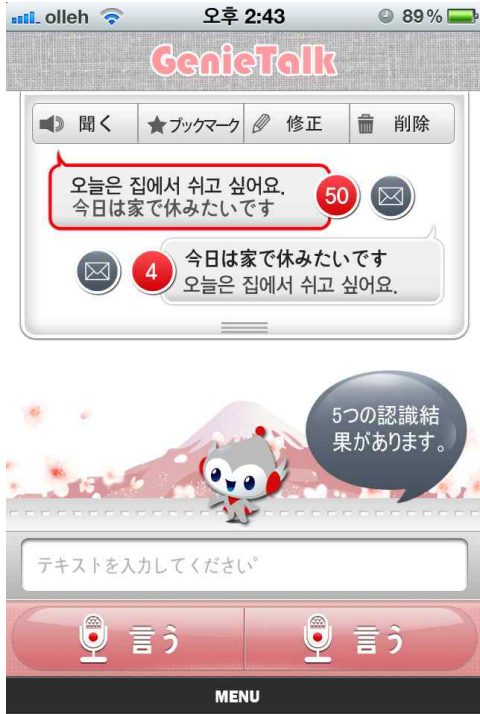 olleh 오후 2:43 89%
GenieTalk
聞く ★ブックマーク 修正 削除
오늘은 집에서 쉬고 싶어요.
今日は家で休みたいです
50
4
今日は家で休みたいです
오늘은 집에서 쉬고 싶어요.
5つの認識結
果があります。
テキストを入力してください
言う 言う
MENU